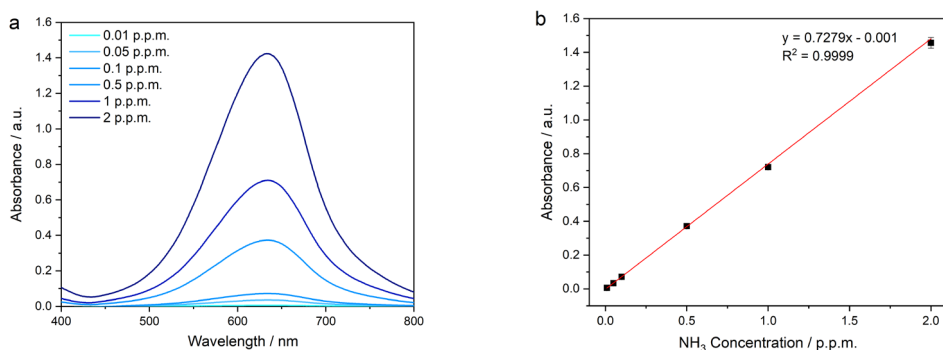 a
1.6
1.4
1.2
1.0
0.8
0.6
0.4
0.2
0.0
Absorbance / a.u.
0.01 p.p.m.
0.05 p.p.m.
0.1 p.p.m.
0.5 p.p.m.
1 p.p.m.
2 p.p.m.
400 500 600 700 800
Wavelength / nm
b
1.6
1.4
1.2
1.0
0.8
0.6
0.4
0.2
0.0
Absorbance / a.u.
y = 0.7279x - 0.001
R² = 0.9999
0.0 0.5 1.0 1.5 2.0
NH₃ Concentration / p.p.m.